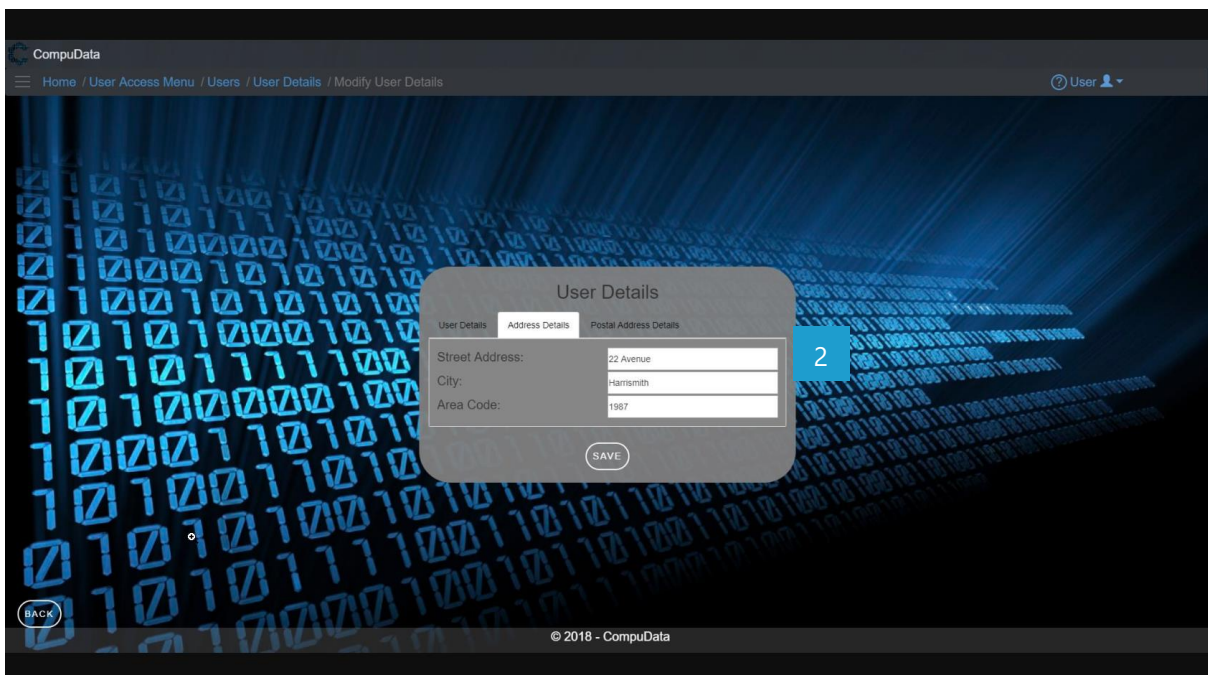 CompuData
Home / User Access Menu / Users / User Details / Modify User Details
User
User Details
User Details Address Details Postal Address Details
Street Address: 22 Avenue
2
City: Harrismith
Area Code: 1987
SAVE
BACK
© 2018 - CompuData